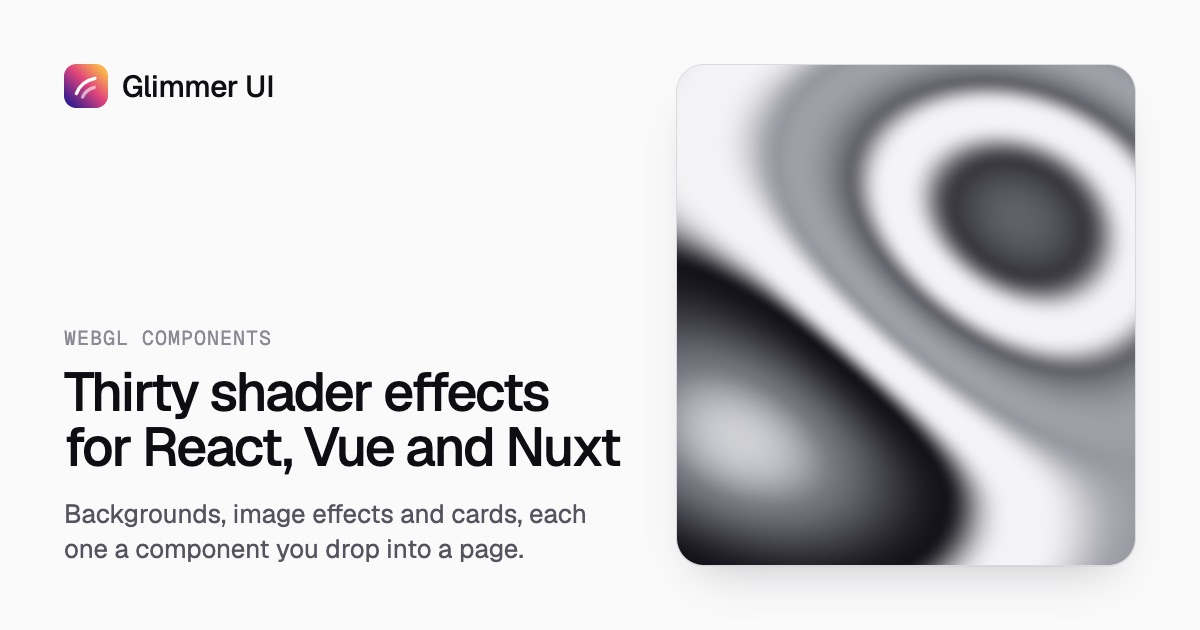 Glimmer UI
WEBGL COMPONENTS
Thirty shader effects
for React, Vue and Nuxt
Backgrounds, image effects and cards, each
one a component you drop into a page.